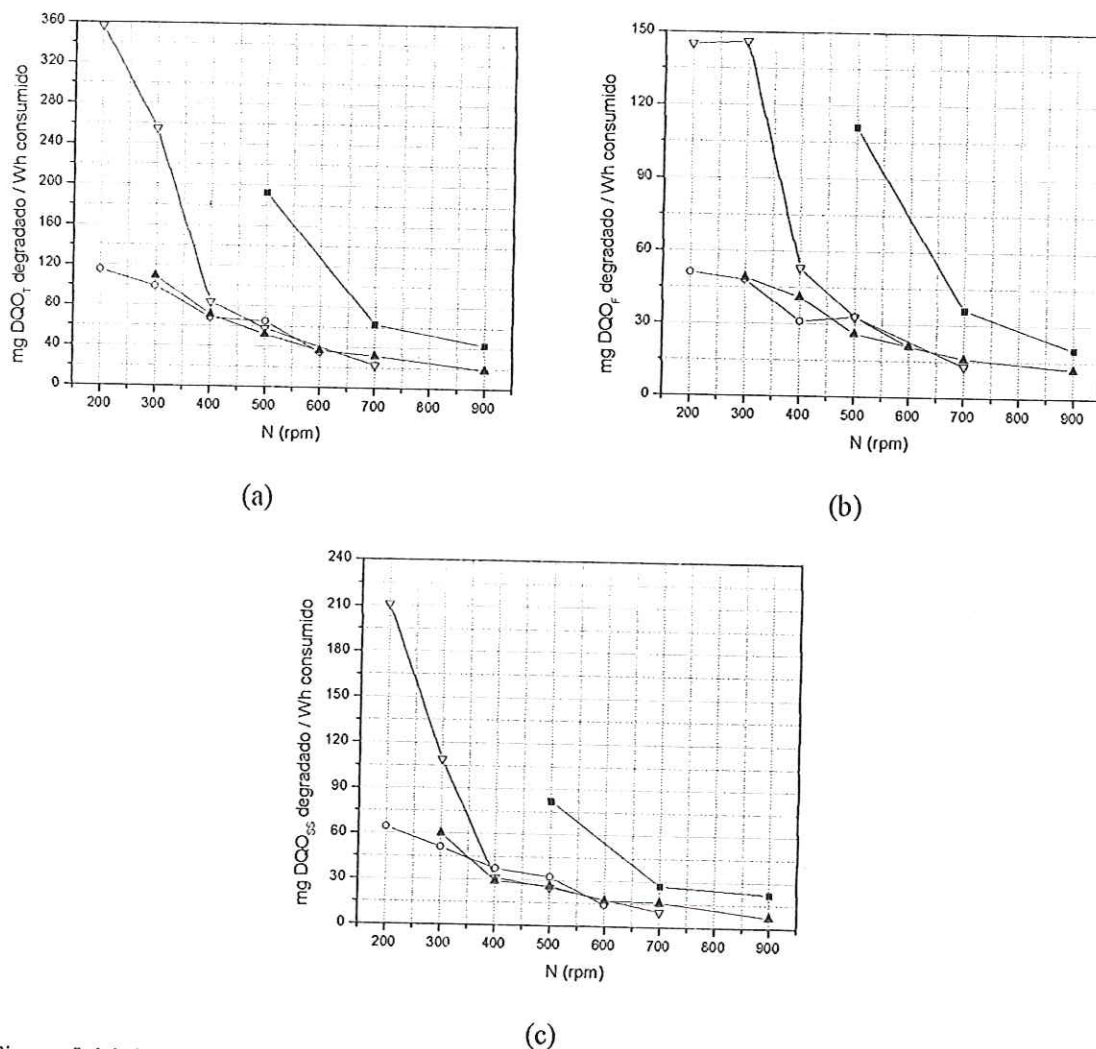 360
320
280
240
200
160
120
80
40
0
mg DQO_T degradado / Wh consumido
200 300 400 500 600 700 800 900
N (rpm)
(a)
150
120
90
60
30
0
mg DQO_F degradado / Wh consumido
200 300 400 500 600 700 800 900
N (rpm)
(b)
240
210
180
150
120
90
60
30
0
mg DQO_SS degradado / Wh consumido
200 300 400 500 600 700 800 900
N (rpm)
(c)